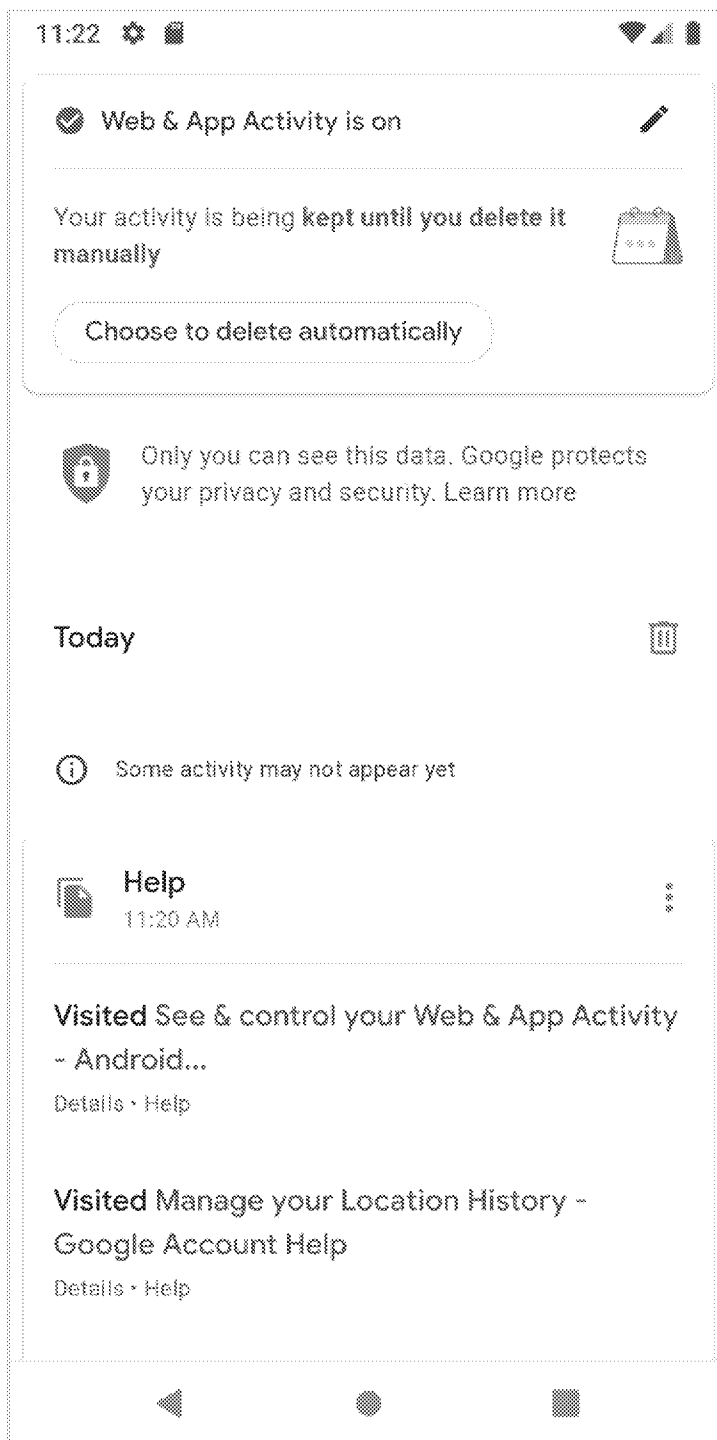 11:22
Web & App Activity is on
Your activity is being kept until you delete it
manually
Choose to delete automatically
Only you can see this data. Google protects
your privacy and security. Learn more
Today
Some activity may not appear yet
Help
11:20 AM
Visited See & control your Web & App Activity
- Android...
Details • Help
Visited Manage your Location History -
Google Account Help
Details • Help